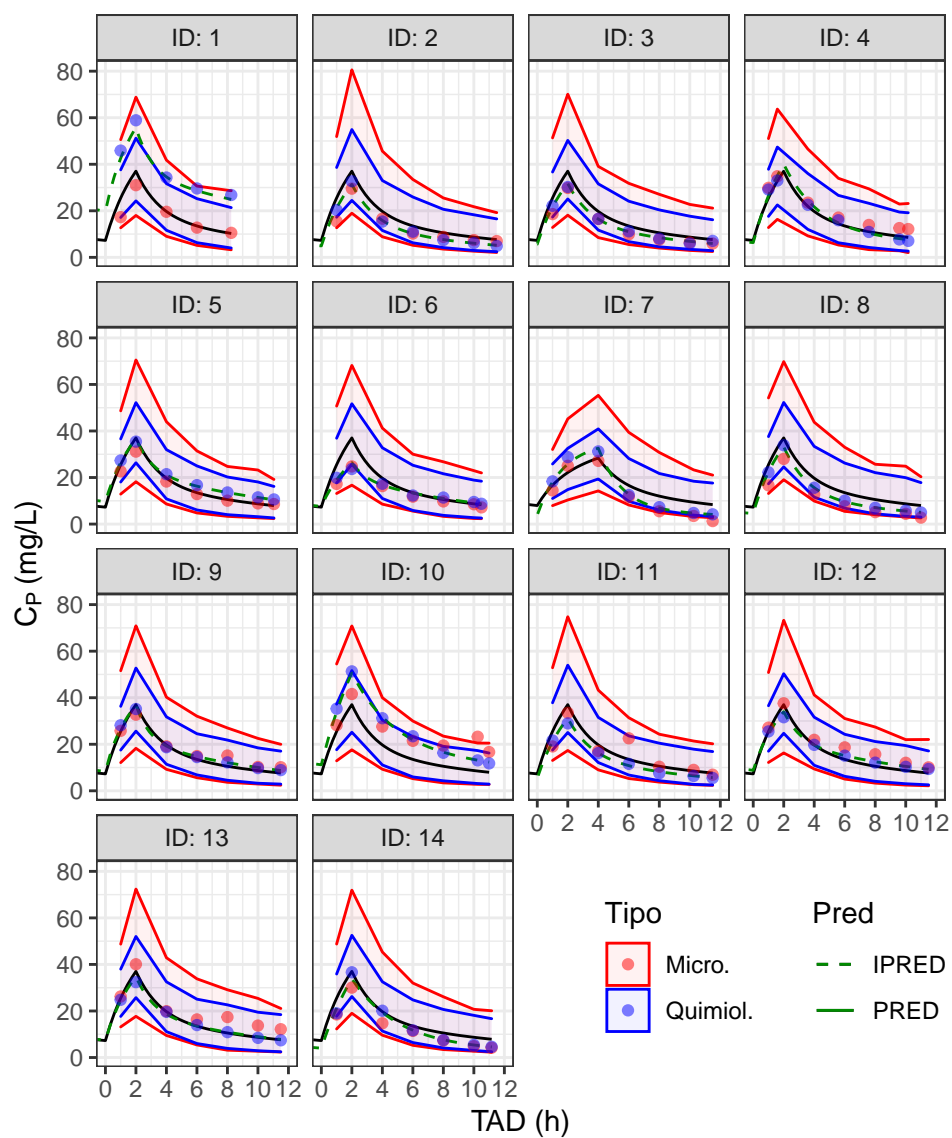 ID: 1 ID: 2 ID: 3 ID: 4
80
60
40
20
0
ID: 5 ID: 6 ID: 7 ID: 8
80
60
40
20
0
ID: 9 ID: 10 ID: 11 ID: 12
80
60
40
20
0
0 2 4 6 8 10 12 0 2 4 6 8 10 12
ID: 13 ID: 14
80
60
40
20
0
0 2 4 6 8 10 12 0 2 4 6 8 10 12
CP (mg/L)
TAD (h)
Tipo
Micro.
Quimiol.
Pred
IPRED
PRED